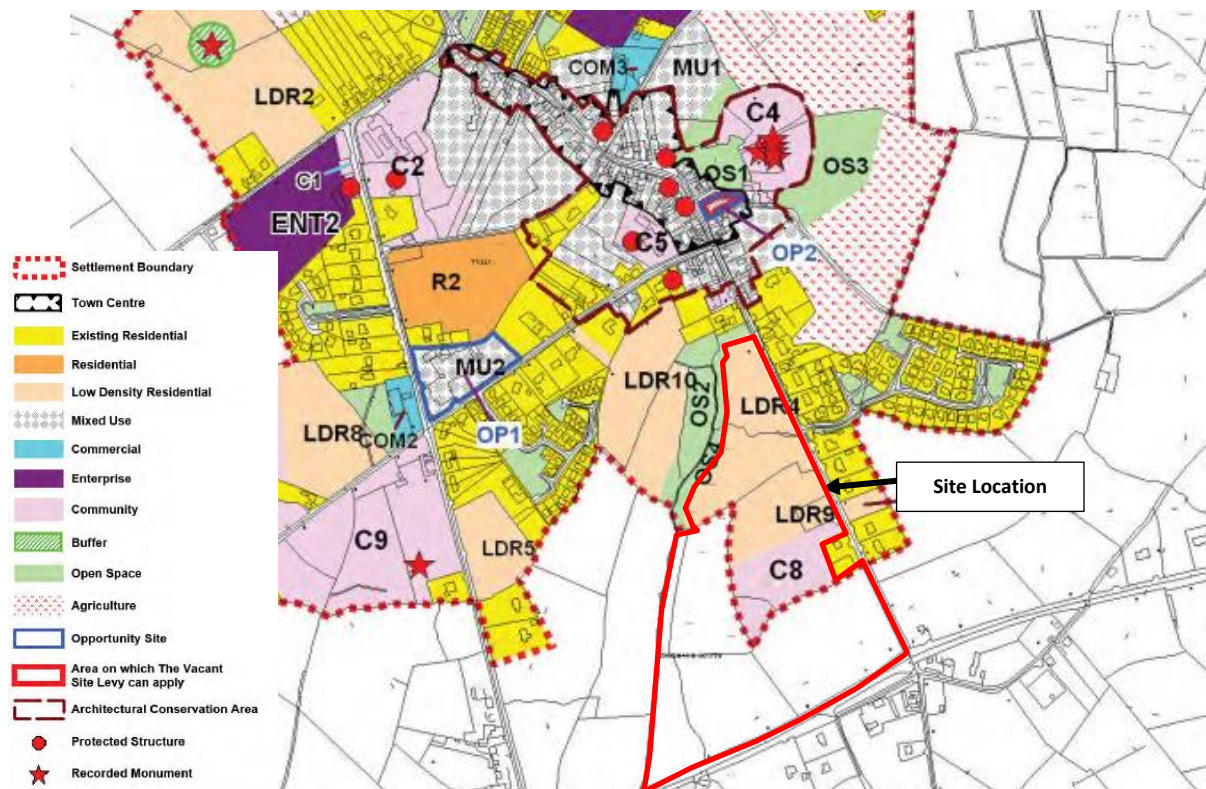 COM3
MU1
LDR2
C4
C1
C2
OS1
OS3
ENT2
C5
OP2
R2
MU2
LDR10
OS2
LDR4
LDR8
COM2
OP1
OS4
Site Location
LDR9
C9
LDR5
C8
Settlement Boundary
Town Centre
Existing Residential
Residential
Low Density Residential
Mixed Use
Commercial
Enterprise
Community
Buffer
Open Space
Agriculture
Opportunity Site
Area on which The Vacant
Site Levy can apply
Architectural Conservation Area
Protected Structure
Recorded Monument